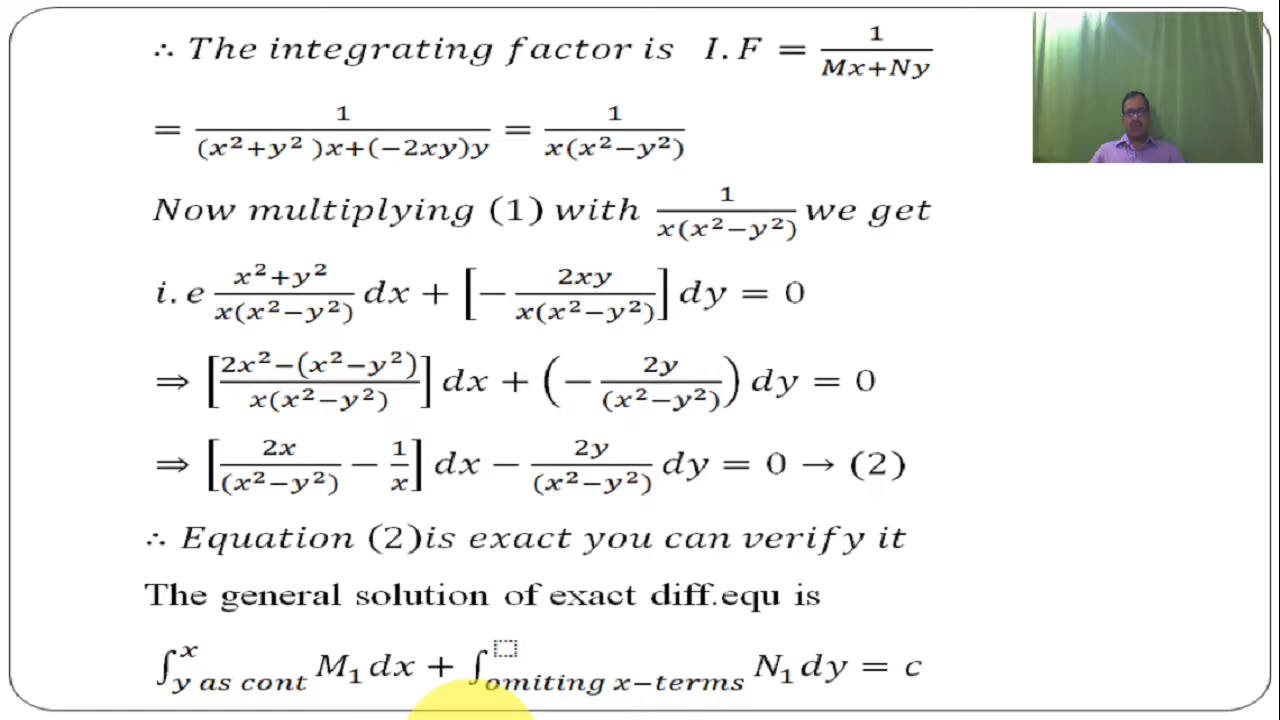 ∴ The integrating factor is I.F = 1/(Mx+Ny)
= 1/((x²+y² )x+(−2xy)y) = 1/(x(x²−y²))
Now multiplying (1) with 1/(x(x²−y²)) we get
i.e (x²+y²)/(x(x²−y²)) dx + [− 2xy/(x(x²−y²))] dy = 0
⇒ [(2x²−(x²−y²))/(x(x²−y²))] dx + (− 2y/((x²−y²))) dy = 0
⇒ [2x/((x²−y²)) − 1/x] dx − 2y/((x²−y²)) dy = 0 → (2)
∴ Equation (2)is exact you can verify it
The general solution of exact diff.equ is
∫_{y as cont}^{x} M₁ dx + ∫_{omiting x−terms} N₁ dy = c